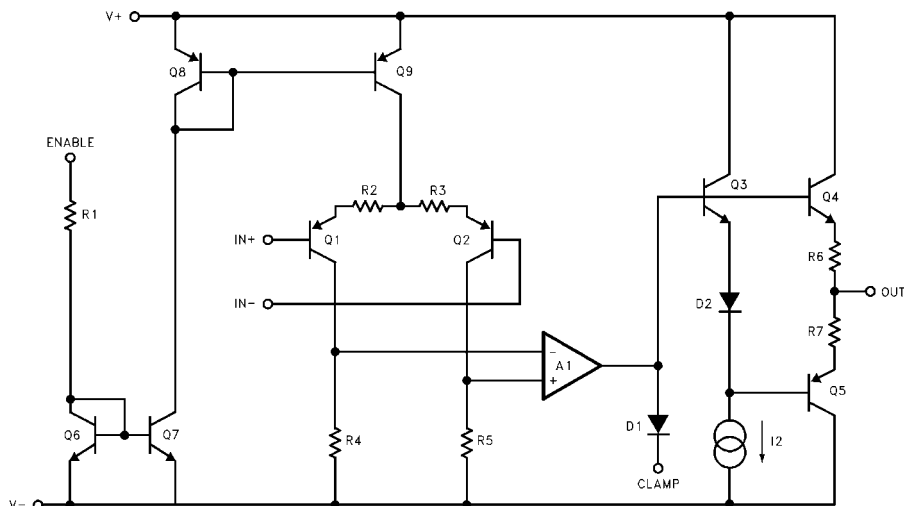 V+
Q8
Q9
ENABLE
R1
R2
R3
Q3
Q4
IN+
Q1
Q2
R6
IN-
D2
OUT
R7
-
A1
+
Q5
Q6
Q7
R4
R5
D1
I2
CLAMP
V-